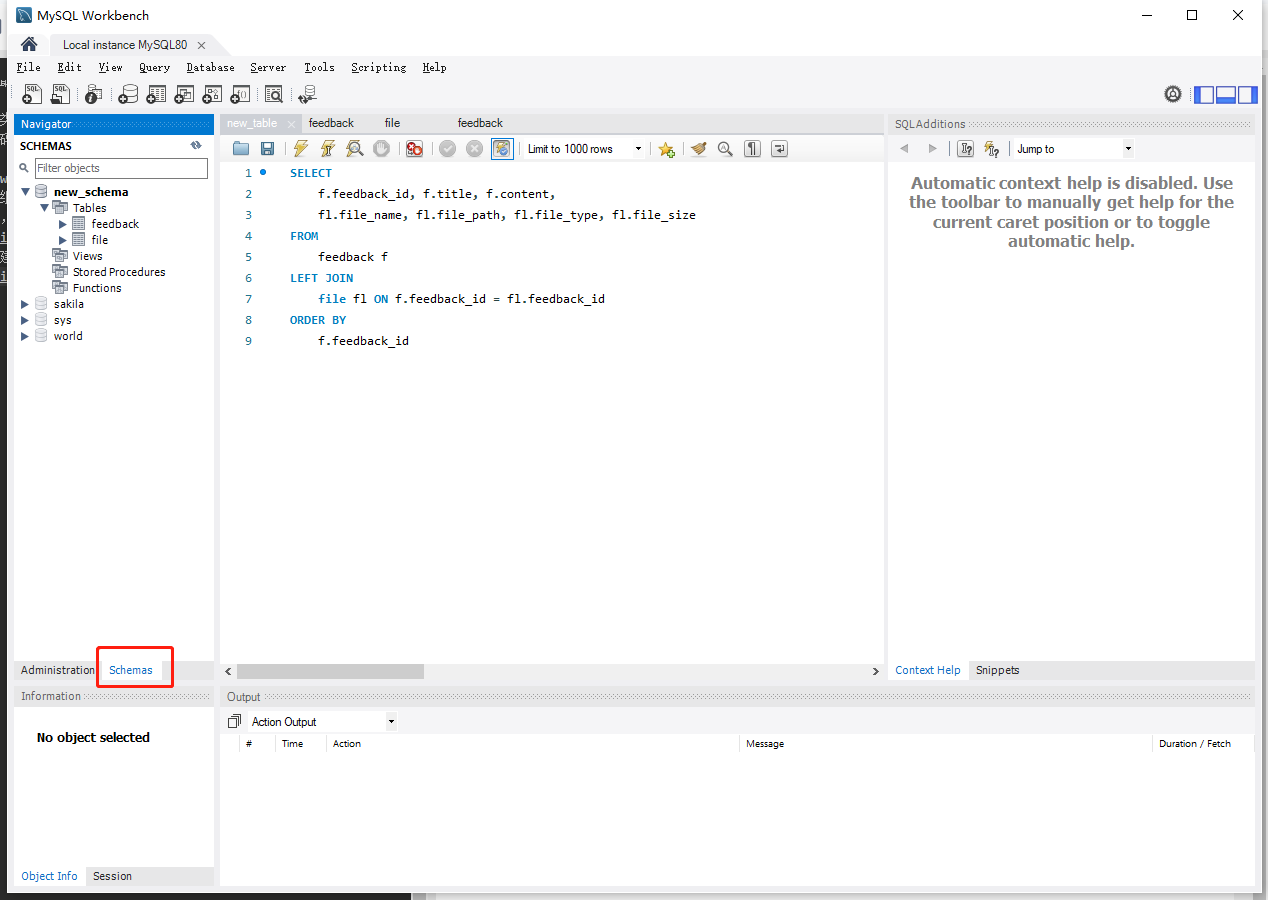 MySQL Workbench
Local instance MySQL80
File Edit View Query Database Server Tools Scripting Help
Navigator
SCHEMAS
Filter objects
new_schema
Tables
feedback
file
Views
Stored Procedures
Functions
sakila
sys
world
Administration Schemas
Information
No object selected
Object Info Session
new_table feedback file feedback
Limit to 1000 rows
1 SELECT
2 f.feedback_id, f.title, f.content,
3 fl.file_name, fl.file_path, fl.file_type, fl.file_size
4 FROM
5 feedback f
6 LEFT JOIN
7 file fl ON f.feedback_id = fl.feedback_id
8 ORDER BY
9 f.feedback_id
SQLAdditions
Jump to
Automatic context help is disabled. Use
the toolbar to manually get help for the
current caret position or to toggle
automatic help.
Context Help Snippets
Output
Action Output
# Time Action Message Duration / Fetch